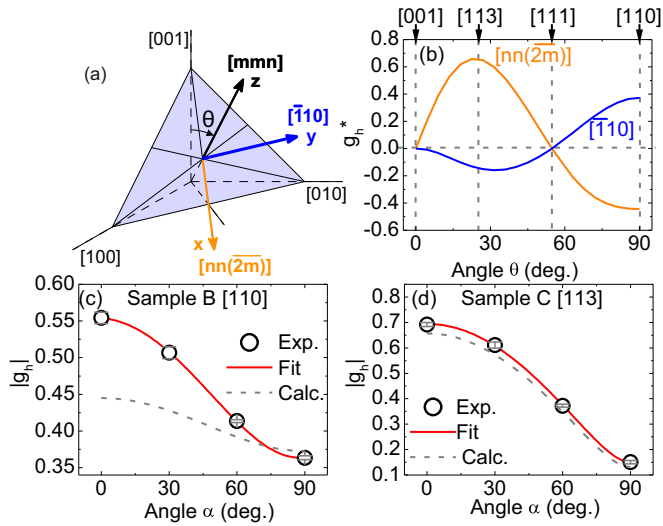 [001]
(a)
[mmn]
z
θ
[1̅10]
y
[010]
x
[nn(2̅m̅)]
[100]
[001] [113] [111] [110]
(b)
[nn(2̅m̅)]
[1̅10]
0.8
0.6
0.4
0.2
0.0
-0.2
-0.4
-0.6
g_h*
0 30 60 90
Angle θ (deg.)
(c) Sample B [110]
0.55
0.50
0.45
0.40
0.35
|g_h|
Exp.
Fit
Calc.
0 30 60 90
Angle α (deg.)
(d) Sample C [113]
0.8
0.7
0.6
0.5
0.4
0.3
0.2
0.1
|g_h|
Exp.
Fit
Calc.
0 30 60 90
Angle α (deg.)